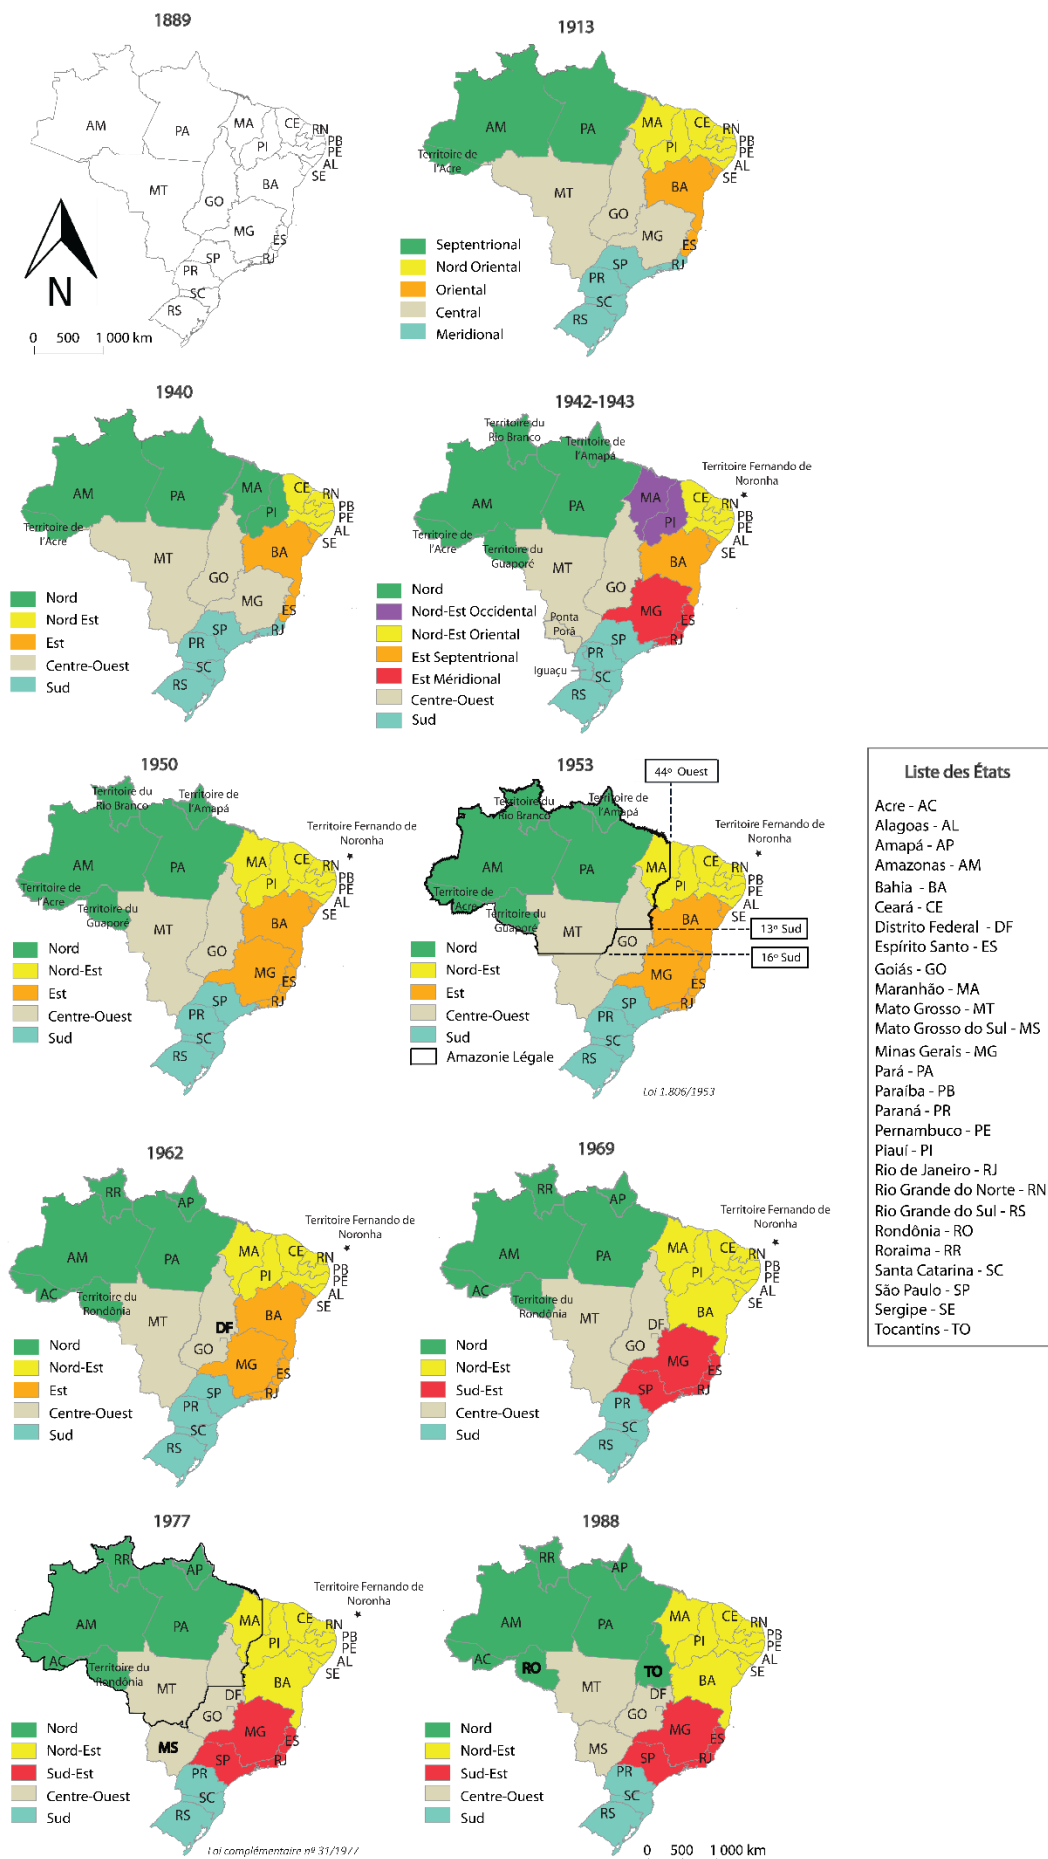 1889
AM
PA
MA
CE
RN
PB
PE
AL
SE
PI
BA
MT
GO
MG
ES
RJ
SP
PR
SC
RS
N
0 500 1 000 km
1913
AM
PA
MA
CE
RN
PB
PE
AL
SE
PI
Territoire de
l'Acre
BA
MT
GO
MG
ES
RJ
SP
PR
SC
RS
Septentrional
Nord Oriental
Oriental
Central
Meridional
1940
AM
PA
MA
CE
RN
PB
PE
AL
SE
PI
Territoire de
l'Acre
BA
MT
GO
MG
ES
RJ
SP
PR
SC
RS
Nord
Nord Est
Est
Centre-Ouest
Sud
1942-1943
Territoire du
Rio Branco
Territoire de
l'Amapá
Territoire Fernando de
Noronha
AM
PA
MA
CE
RN
PB
PE
AL
SE
PI
Territoire de
l'Acre
Territoire du
Guaporé
BA
MT
GO
MG
ES
RJ
Ponta
Porã
SP
PR
Iguaçu
SC
RS
Nord
Nord-Est Occidental
Nord-Est Oriental
Est Septentrional
Est Méridional
Centre-Ouest
Sud
1950
Territoire du
Rio Branco
Territoire de
l'Amapá
Territoire Fernando de
Noronha
AM
PA
MA
CE
RN
PB
PE
AL
SE
PI
Territoire de
l'Acre
Territoire du
Guaporé
BA
MT
GO
MG
ES
RJ
SP
PR
SC
RS
Nord
Nord-Est
Est
Centre-Ouest
Sud
1953
44º Ouest
Territoire du
Rio Branco
Territoire de
l'Amapá
Territoire Fernando de
Noronha
AM
PA
MA
CE
RN
PB
PE
AL
SE
PI
Territoire de
l'Acre
Territoire du
Guaporé
BA
13º Sud
16º Sud
MT
GO
MG
ES
RJ
SP
PR
SC
RS
Nord
Nord-Est
Est
Centre-Ouest
Sud
Amazonie Légale
Loi 1.806/1953
Liste des États
Acre - AC
Alagoas - AL
Amapá - AP
Amazonas - AM
Bahia - BA
Ceará - CE
Distrito Federal - DF
Espírito Santo - ES
Goiás - GO
Maranhão - MA
Mato Grosso - MT
Mato Grosso do Sul - MS
Minas Gerais - MG
Pará - PA
Paraíba - PB
Paraná - PR
Pernambuco - PE
Piauí - PI
Rio de Janeiro - RJ
Rio Grande do Norte - RN
Rio Grande do Sul - RS
Rondônia - RO
Roraima - RR
Santa Catarina - SC
São Paulo - SP
Sergipe - SE
Tocantins - TO
1962
RR
AP
Territoire Fernando de
Noronha
AM
PA
MA
CE
RN
PB
PE
AL
SE
PI
AC
Territoire du
Rondônia
BA
MT
DF
GO
MG
ES
RJ
SP
PR
SC
RS
Nord
Nord-Est
Est
Centre-Ouest
Sud
1969
RR
AP
Territoire Fernando de
Noronha
AM
PA
MA
CE
RN
PB
PE
AL
SE
PI
AC
Territoire du
Rondônia
BA
MT
DF
GO
MG
ES
RJ
SP
PR
SC
RS
Nord
Nord-Est
Sud-Est
Centre-Ouest
Sud
1977
RR
AP
Territoire Fernando de
Noronha
AM
PA
MA
CE
RN
PB
PE
AL
SE
PI
AC
Territoire du
Rondônia
BA
MT
DF
GO
MS
MG
ES
RJ
SP
PR
SC
RS
Nord
Nord-Est
Sud-Est
Centre-Ouest
Sud
Loi complémentaire nº 31/1977
1988
RR
AP
AM
PA
MA
CE
RN
PB
PE
AL
SE
PI
AC
RO
TO
BA
MT
DF
GO
MS
MG
ES
RJ
SP
PR
SC
RS
Nord
Nord-Est
Sud-Est
Centre-Ouest
Sud
0 500 1 000 km